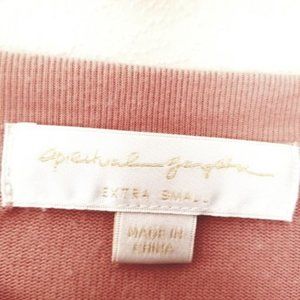 spiritual gangster
EXTRA SMALL
MADE IN
CHINA